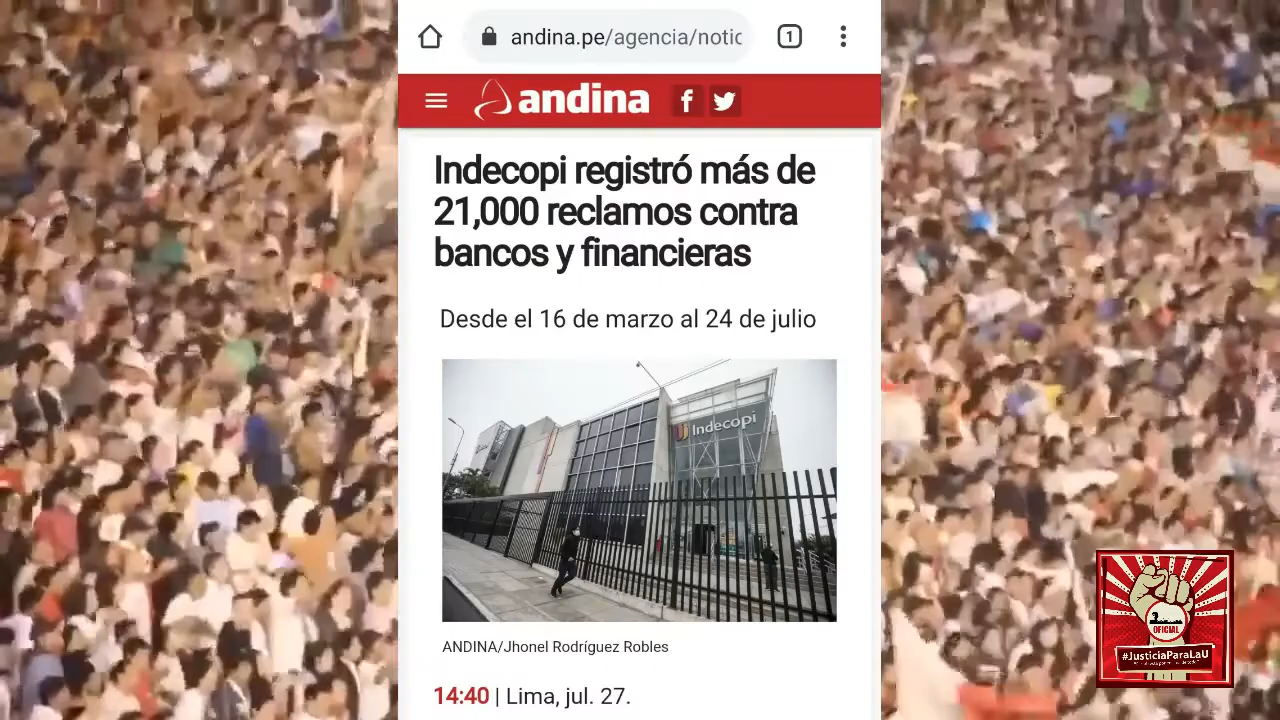 andina.pe/agencia/notic
1
andina
Indecopi registró más de
21,000 reclamos contra
bancos y financieras
Desde el 16 de marzo al 24 de julio
Indecopi
ANDINA/Jhonel Rodríguez Robles
14:40 | Lima, jul. 27.
OFICIAL
#JusticiaParaLaU